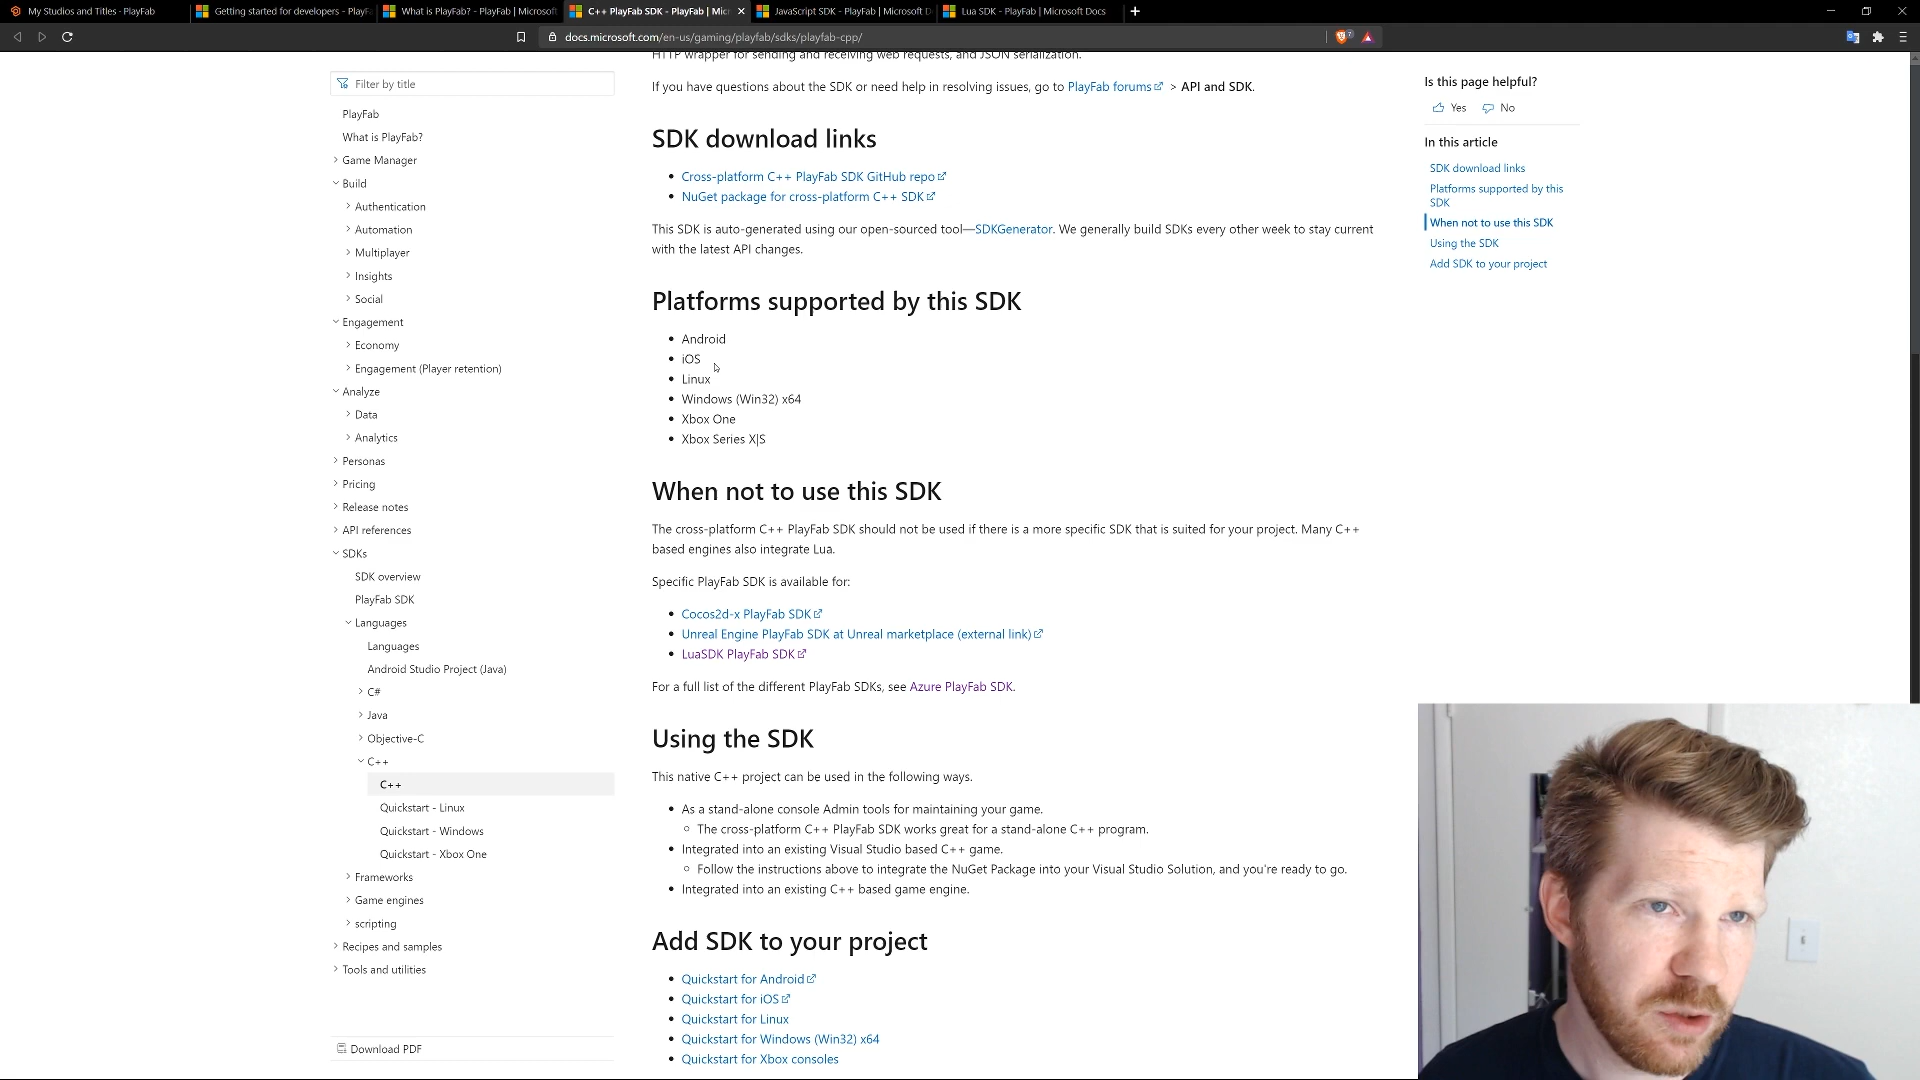 My Studios and Titles - PlayFab
Getting started for developers - PlayFa
What is PlayFab? - PlayFab | Microsoft
C++ PlayFab SDK - PlayFab | Mic
JavaScript SDK - PlayFab | Microsoft D
Lua SDK - PlayFab | Microsoft Docs
docs.microsoft.com/en-us/gaming/playfab/sdks/playfab-cpp/
7
Filter by title
PlayFab
What is PlayFab?
Game Manager
Build
Authentication
Automation
Multiplayer
Insights
Social
Engagement
Economy
Engagement (Player retention)
Analyze
Data
Analytics
Personas
Pricing
Release notes
API references
SDKs
SDK overview
PlayFab SDK
Languages
Languages
Android Studio Project (Java)
C#
Java
Objective-C
C++
C++
Quickstart - Linux
Quickstart - Windows
Quickstart - Xbox One
Frameworks
Game engines
scripting
Recipes and samples
Tools and utilities
Download PDF
HTTP wrapper for sending and receiving web requests, and JSON serialization.
If you have questions about the SDK or need help in resolving issues, go to PlayFab forums > API and SDK.
SDK download links
Cross-platform C++ PlayFab SDK GitHub repo
NuGet package for cross-platform C++ SDK
This SDK is auto-generated using our open-sourced tool—SDKGenerator. We generally build SDKs every other week to stay current
with the latest API changes.
Platforms supported by this SDK
Android
iOS
Linux
Windows (Win32) x64
Xbox One
Xbox Series X|S
When not to use this SDK
The cross-platform C++ PlayFab SDK should not be used if there is a more specific SDK that is suited for your project. Many C++
based engines also integrate Lua.
Specific PlayFab SDK is available for:
Cocos2d-x PlayFab SDK
Unreal Engine PlayFab SDK at Unreal marketplace (external link)
LuaSDK PlayFab SDK
For a full list of the different PlayFab SDKs, see Azure PlayFab SDK.
Using the SDK
This native C++ project can be used in the following ways.
As a stand-alone console Admin tools for maintaining your game.
The cross-platform C++ PlayFab SDK works great for a stand-alone C++ program.
Integrated into an existing Visual Studio based C++ game.
Follow the instructions above to integrate the NuGet Package into your Visual Studio Solution, and you're ready to go.
Integrated into an existing C++ based game engine.
Add SDK to your project
Quickstart for Android
Quickstart for iOS
Quickstart for Linux
Quickstart for Windows (Win32) x64
Quickstart for Xbox consoles
Is this page helpful?
Yes No
In this article
SDK download links
Platforms supported by this
SDK
When not to use this SDK
Using the SDK
Add SDK to your project